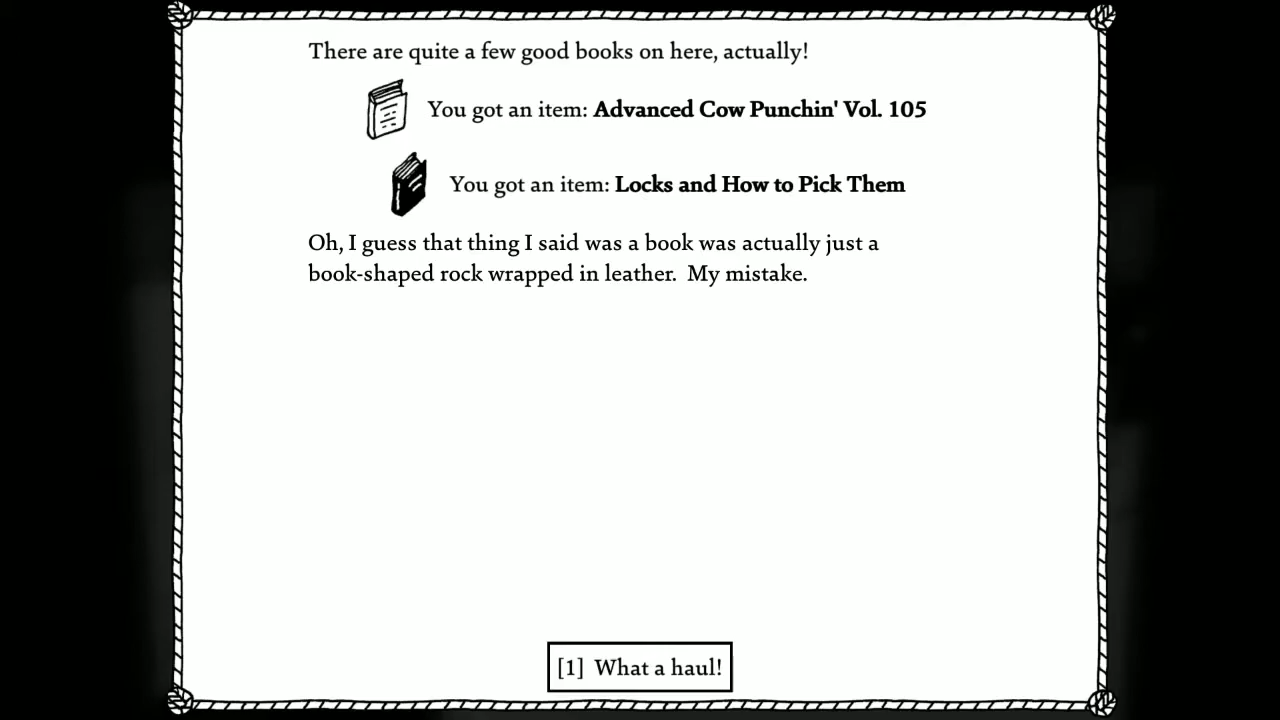 There are quite a few good books on here, actually!
You got an item: Advanced Cow Punchin' Vol. 105
You got an item: Locks and How to Pick Them
Oh, I guess that thing I said was a book was actually just a
book-shaped rock wrapped in leather.  My mistake.
[1] What a haul!